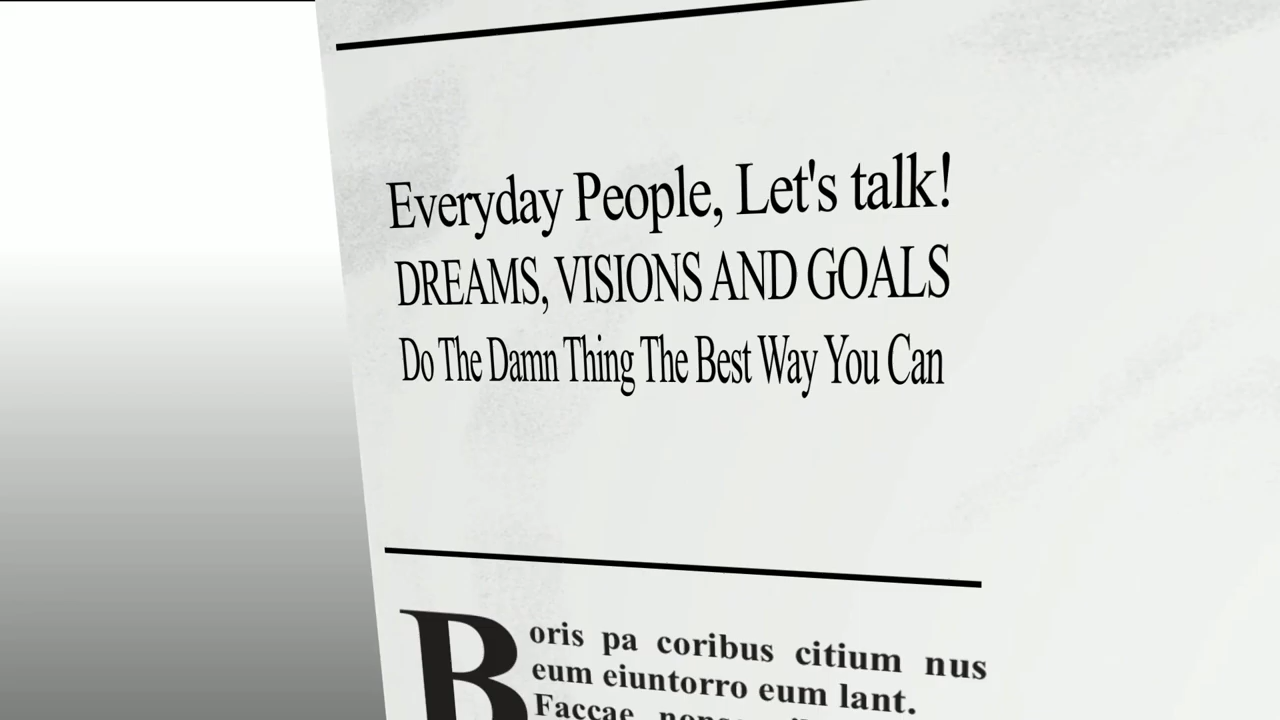 Everyday People, Let's talk!
DREAMS, VISIONS AND GOALS
Do The Damn Thing The Best Way You Can
Boris pa coribus citium nus
eum eiuntorro eum lant.
Faccae